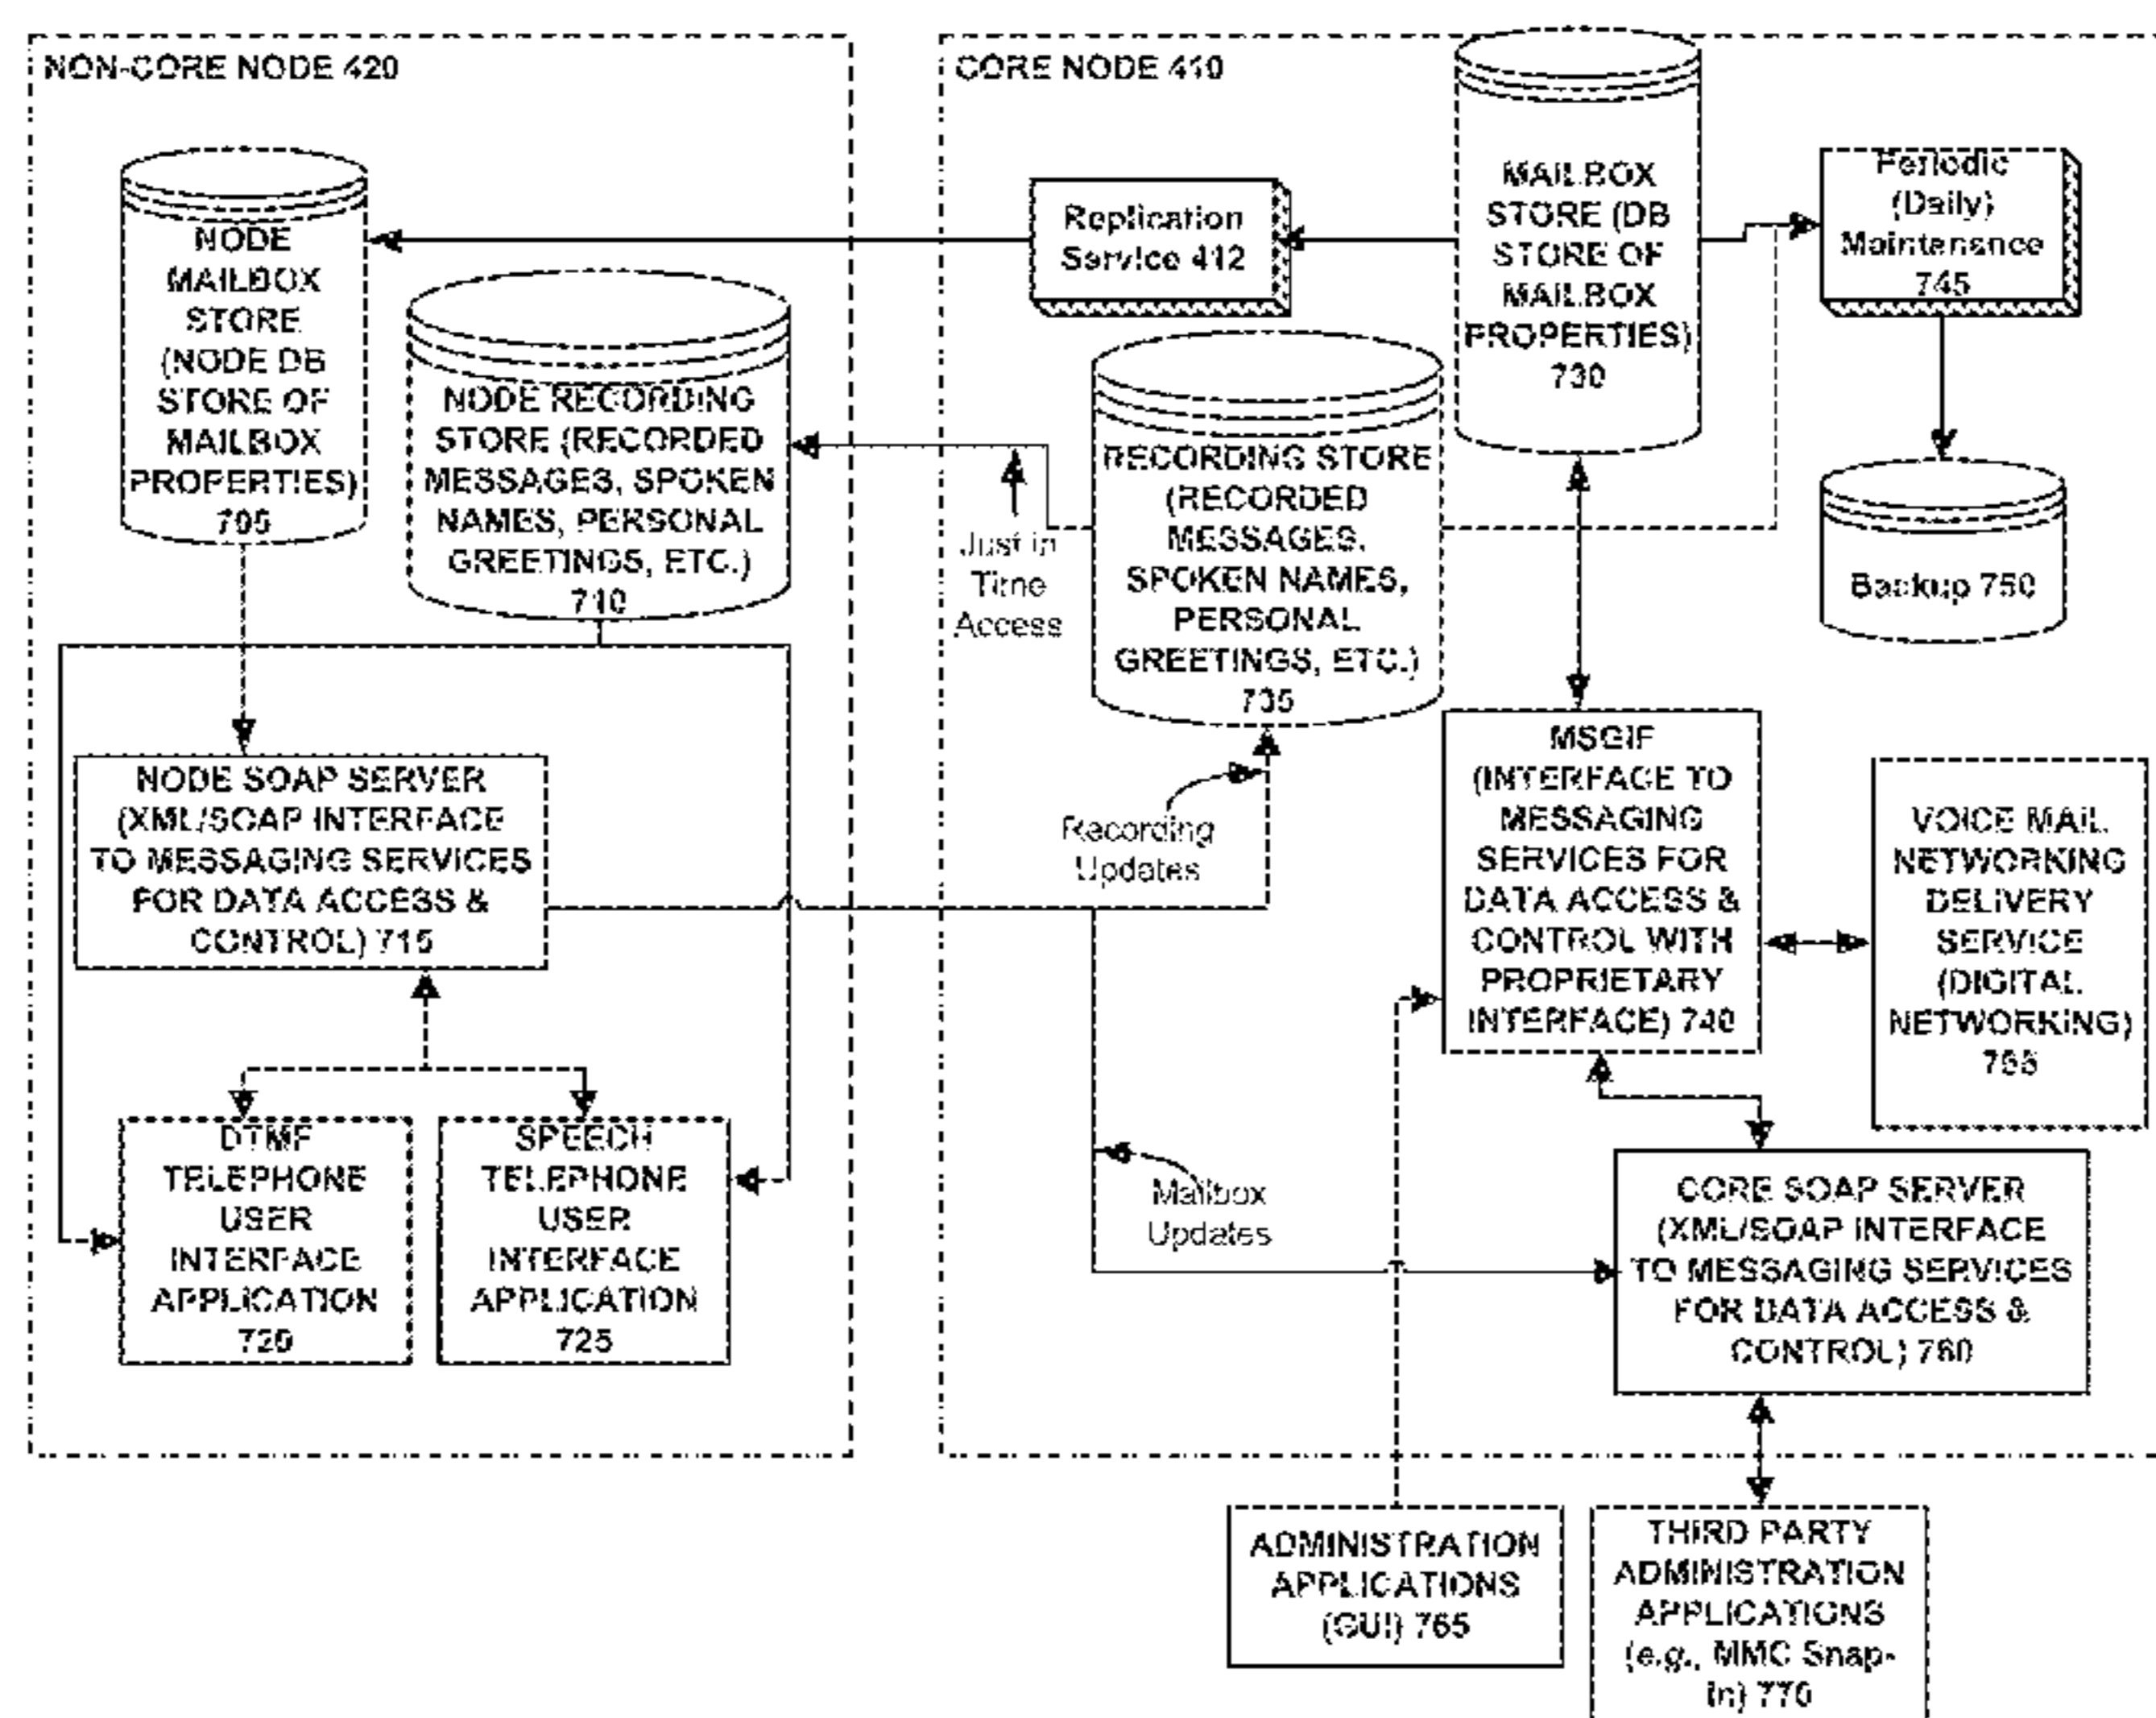 NON-CORE NODE 420
NODE
MAILBOX
STORE
(NODE DB
STORE OF
MAILBOX
PROPERTIES)
705
NODE RECORDING
STORE (RECORDED
MESSAGES, SPOKEN
NAMES, PERSONAL
GREETINGS, ETC.)
710
NODE SOAP SERVER
(XML/SOAP INTERFACE
TO MESSAGING SERVICES
FOR DATA ACCESS &
CONTROL) 715
DTMF
TELEPHONE
USER
INTERFACE
APPLICATION
720
SPEECH
TELEPHONE
USER
INTERFACE
APPLICATION
725
CORE NODE 410
Replication
Service 412
MAILBOX
STORE (DB
STORE OF
MAILBOX
PROPERTIES)
730
Periodic
(Daily)
Maintenance
745
Backup 750
Just in
Time
Access
RECORDING STORE
(RECORDED
MESSAGES,
SPOKEN NAMES,
PERSONAL
GREETINGS, ETC.)
735
Recording
Updates
MSGIF
(INTERFACE TO
MESSAGING
SERVICES FOR
DATA ACCESS &
CONTROL WITH
PROPRIETARY
INTERFACE) 740
VOICE MAIL
NETWORKING
DELIVERY
SERVICE
(DIGITAL
NETWORKING)
Mailbox
Updates
CORE SOAP SERVER
(XML/SOAP INTERFACE
TO MESSAGING SERVICES
FOR DATA ACCESS &
CONTROL) 760
ADMINISTRATION
APPLICATIONS
(GUI) 765
THIRD PARTY
ADMINISTRATION
APPLICATIONS
(e.g., MMC Snap-
In) 770